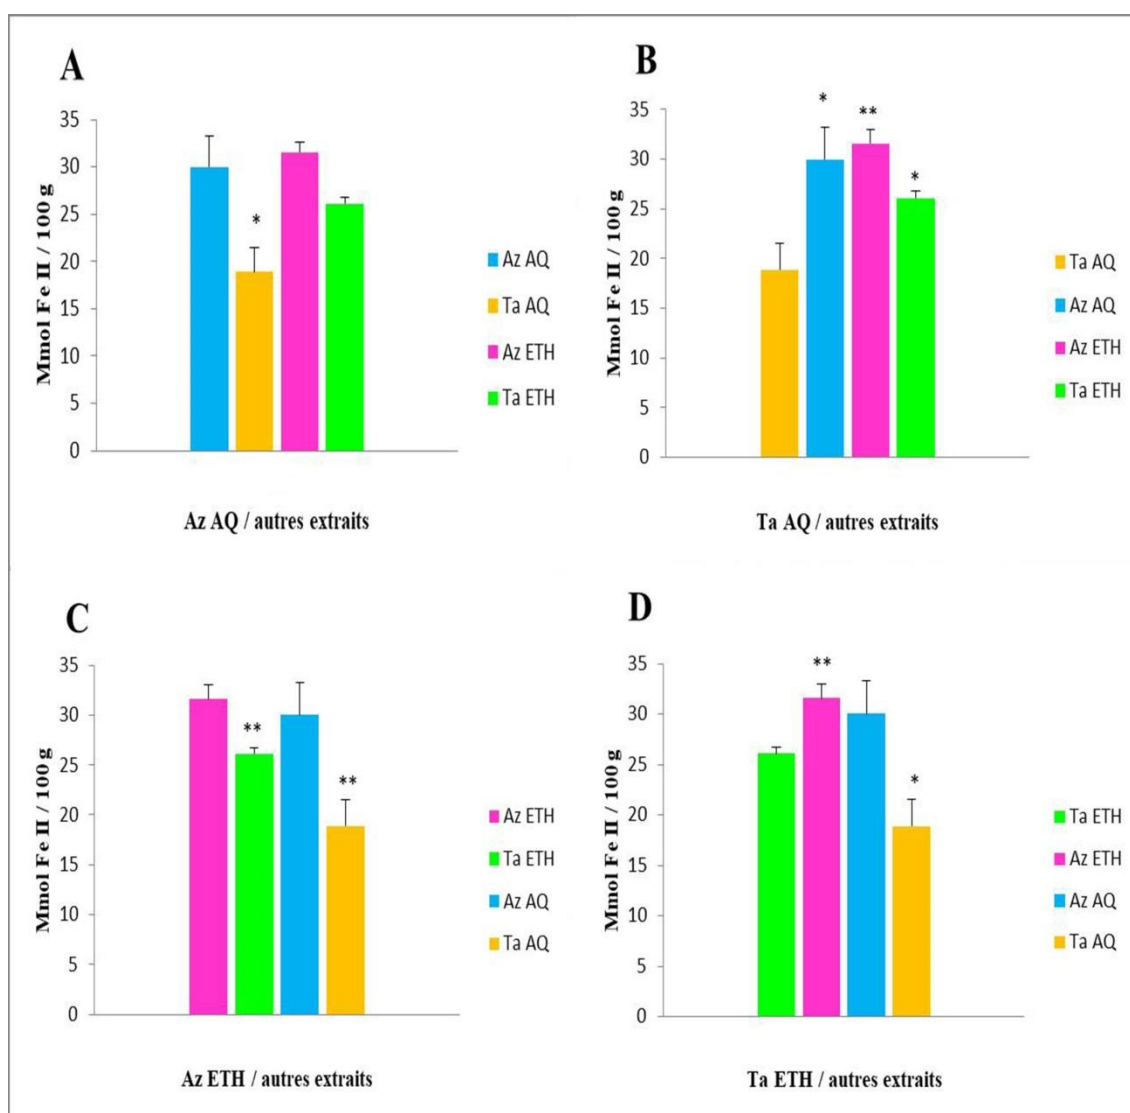 A
Mmol Fe II / 100 g
35
30
25
20
15
10
5
0
*
Az AQ
Ta AQ
Az ETH
Ta ETH
Az AQ / autres extraits
B
Mmol Fe II / 100 g
35
30
25
20
15
10
5
0
*
**
*
Ta AQ
Az AQ
Az ETH
Ta ETH
Ta AQ / autres extraits
C
Mmol Fe II / 100 g
35
30
25
20
15
10
5
0
**
**
Az ETH
Ta ETH
Az AQ
Ta AQ
Az ETH / autres extraits
D
Mmol Fe II / 100 g
35
30
25
20
15
10
5
0
**
*
Ta ETH
Az ETH
Az AQ
Ta AQ
Ta ETH / autres extraits